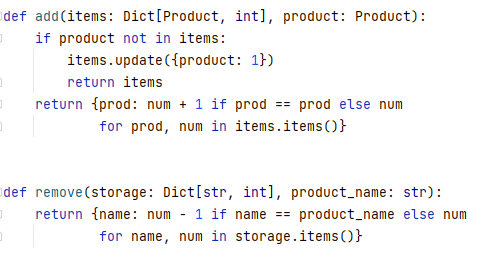 def add(items: Dict[Product, int], product: Product):
    if product not in items:
        items.update({product: 1})
        return items
    return {prod: num + 1 if prod == prod else num
            for prod, num in items.items()}
def remove(storage: Dict[str, int], product_name: str):
    return {name: num - 1 if name == product_name else num
            for name, num in storage.items()}